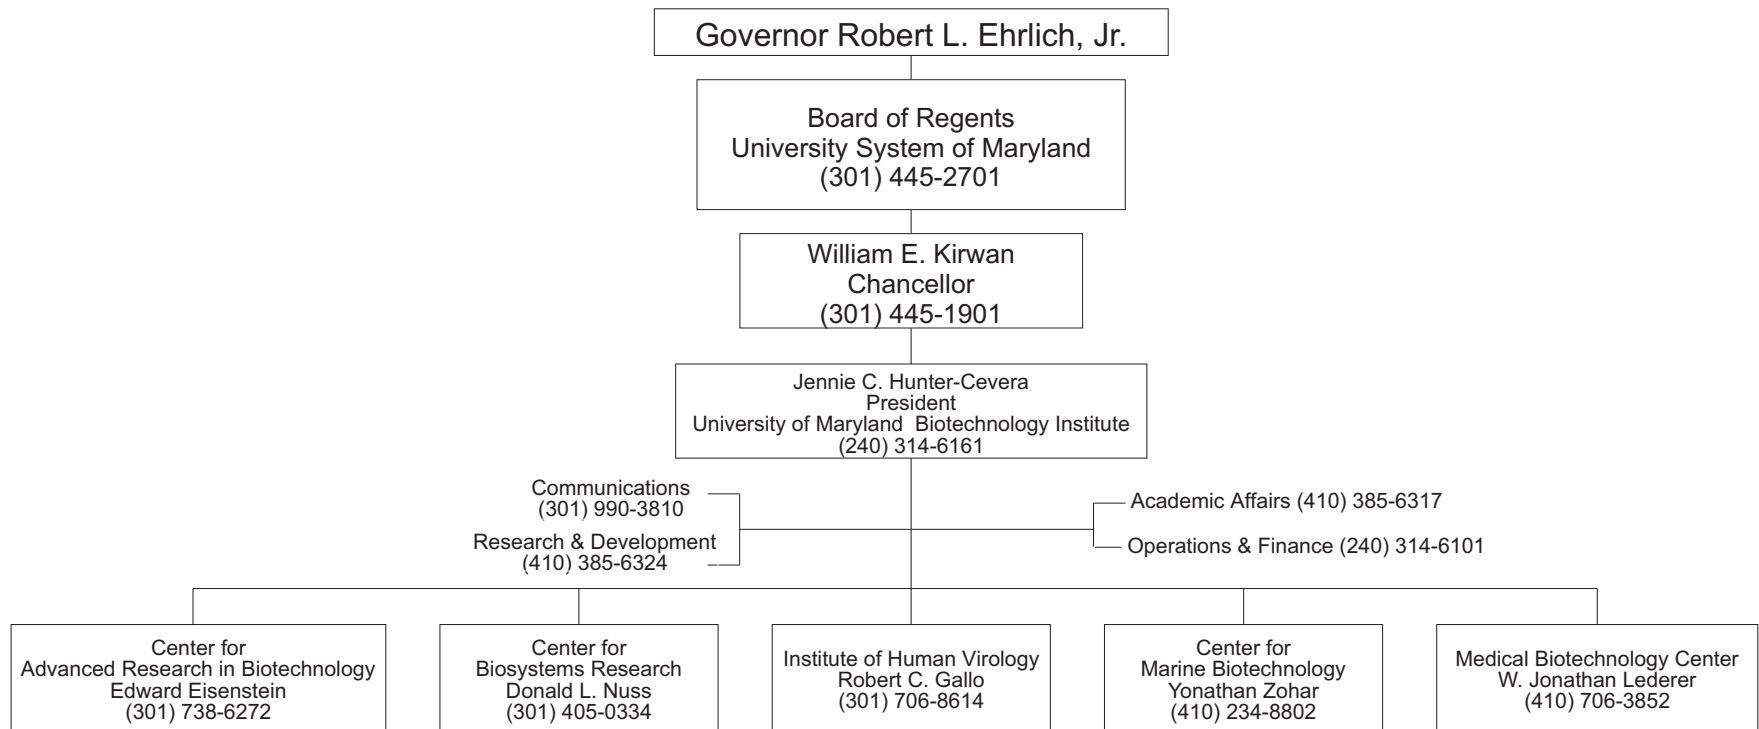 Governor Robert L. Ehrlich, Jr.
Board of Regents
University System of Maryland
(301) 445-2701
William E. Kirwan
Chancellor
(301) 445-1901
Jennie C. Hunter-Cevera
President
University of Maryland  Biotechnology Institute
(240) 314-6161
Communications
(301) 990-3810
Research & Development
(410) 385-6324
Academic Affairs (410) 385-6317
Operations & Finance (240) 314-6101
Center for
Advanced Research in Biotechnology
Edward Eisenstein
(301) 738-6272
Center for
Biosystems Research
Donald L. Nuss
(301) 405-0334
Institute of Human Virology
Robert C. Gallo
(301) 706-8614
Center for
Marine Biotechnology
Yonathan Zohar
(410) 234-8802
Medical Biotechnology Center
W. Jonathan Lederer
(410) 706-3852